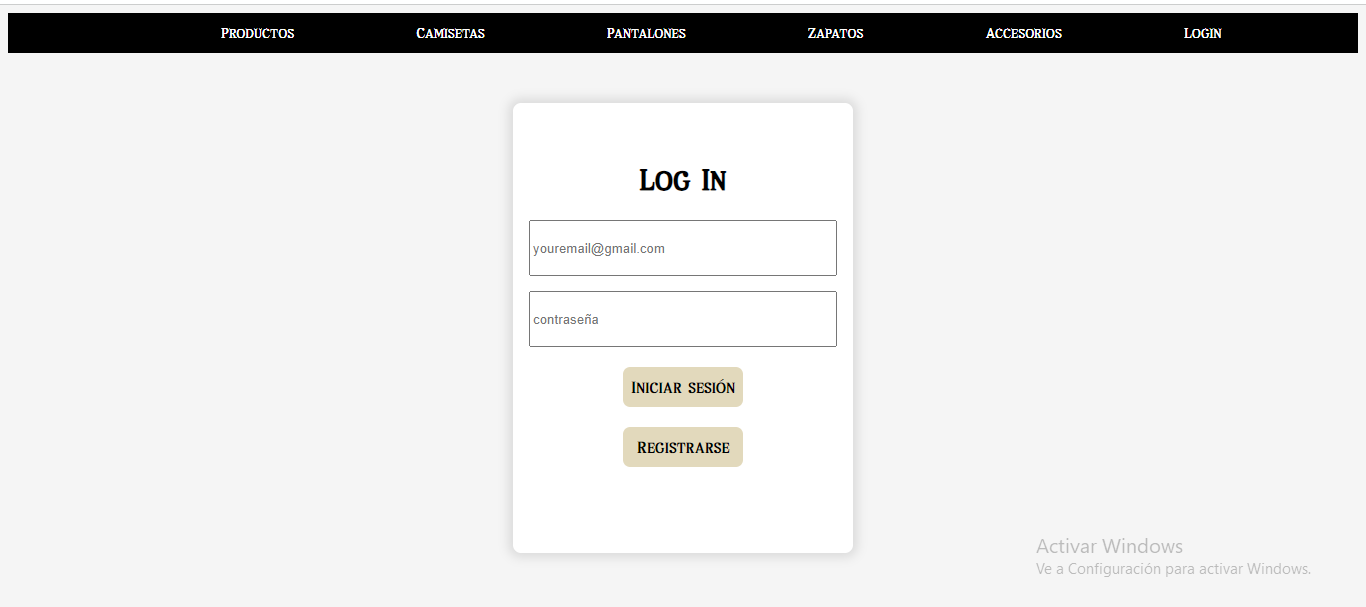 Productos Camisetas Pantalones Zapatos Accesorios Login
Log In
youremail@gmail.com
contraseña
Iniciar sesión
Registrarse
Activar Windows
Ve a Configuración para activar Windows.